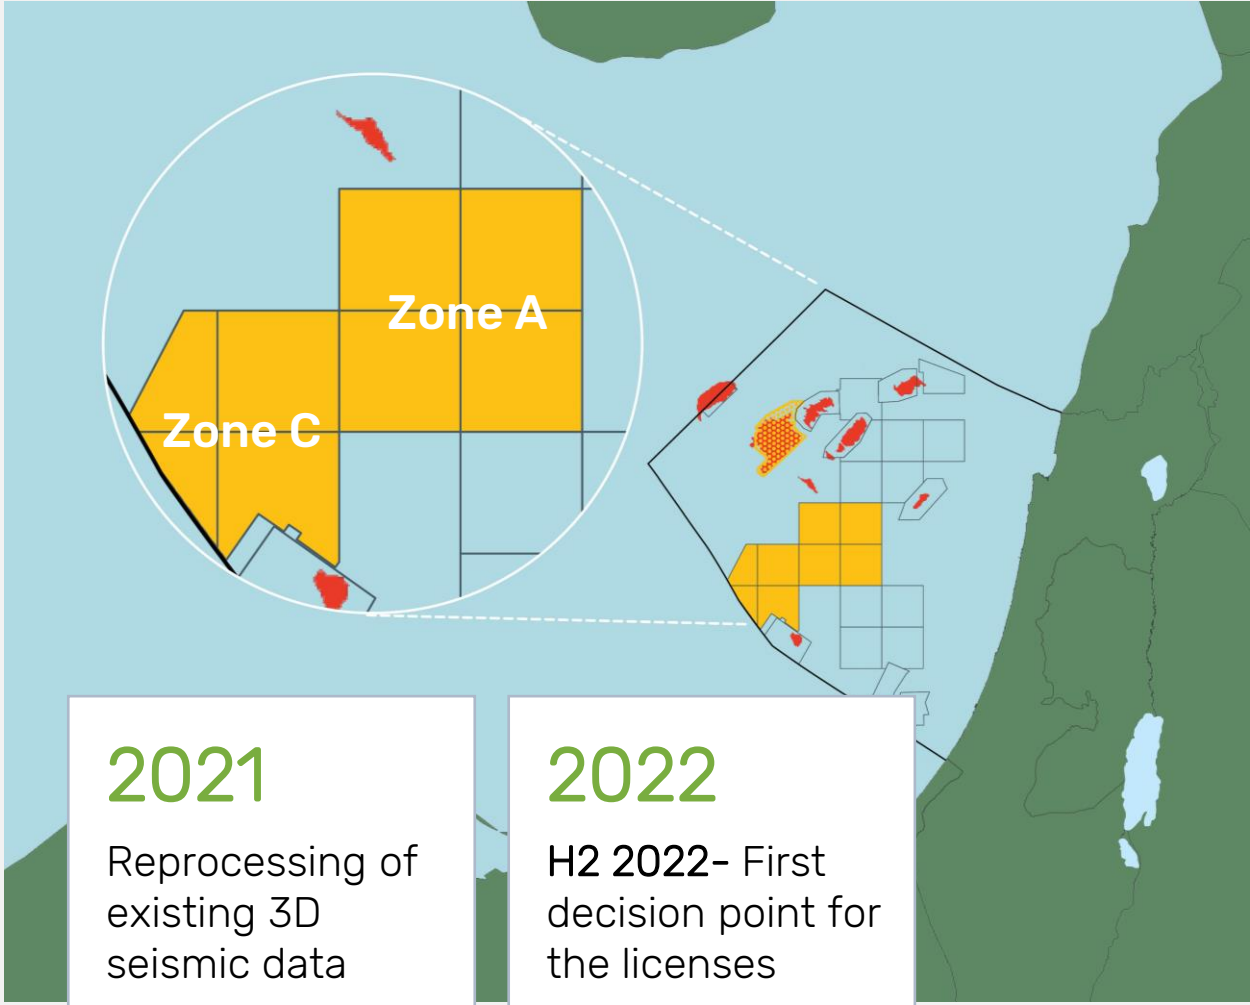 Zone A
Zone C
2021
Reprocessing of
existing 3D
seismic data
2022
H2 2022- First
decision point for
the licenses